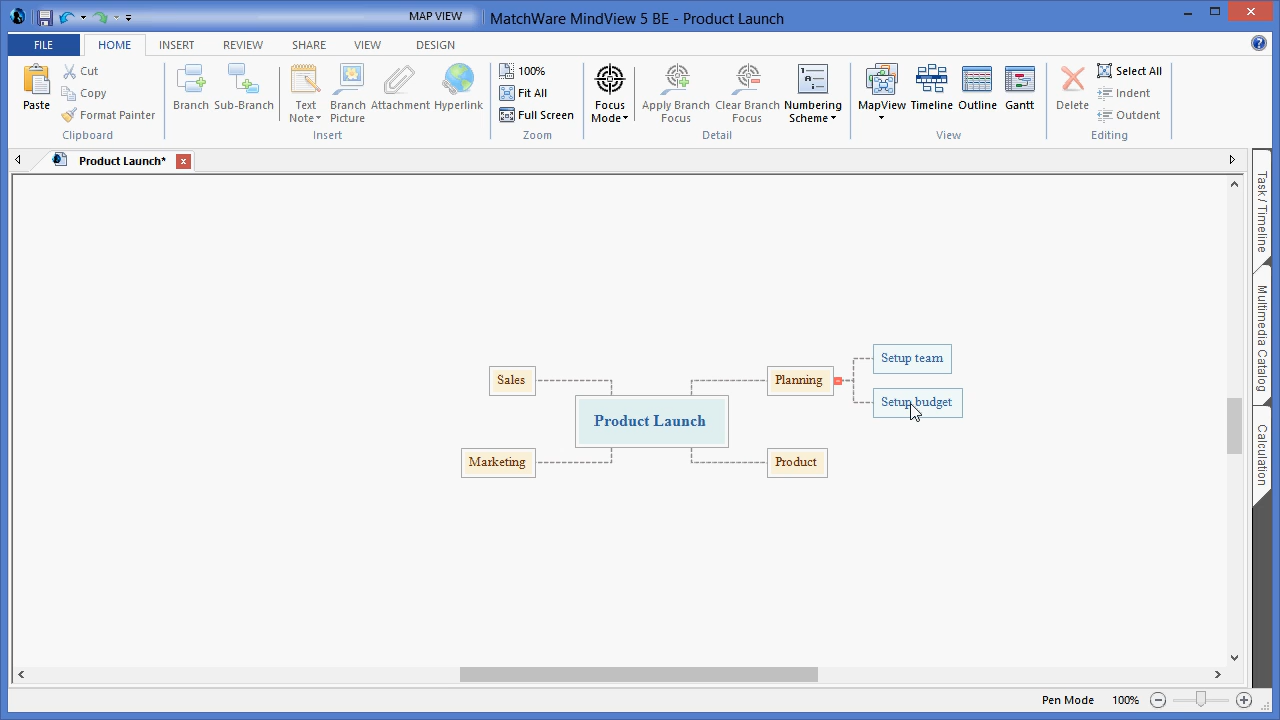 MAP VIEW
MatchWare MindView 5 BE - Product Launch
FILE HOME INSERT REVIEW SHARE VIEW DESIGN
Paste
Cut
Copy
Format Painter
Clipboard
Branch
Sub-Branch
Text Note
Branch Picture
Attachment
Hyperlink
Insert
100%
Fit All
Full Screen
Zoom
Focus Mode
Apply Branch Focus
Clear Branch Focus
Numbering Scheme
Detail
MapView
Timeline
Outline
Gantt
View
Delete
Select All
Indent
Outdent
Editing
Product Launch*
Task / Timeline
Multimedia Catalog
Calculation
Setup team
Sales
Planning
Setup budget
Product Launch
Marketing
Product
Pen Mode 100%